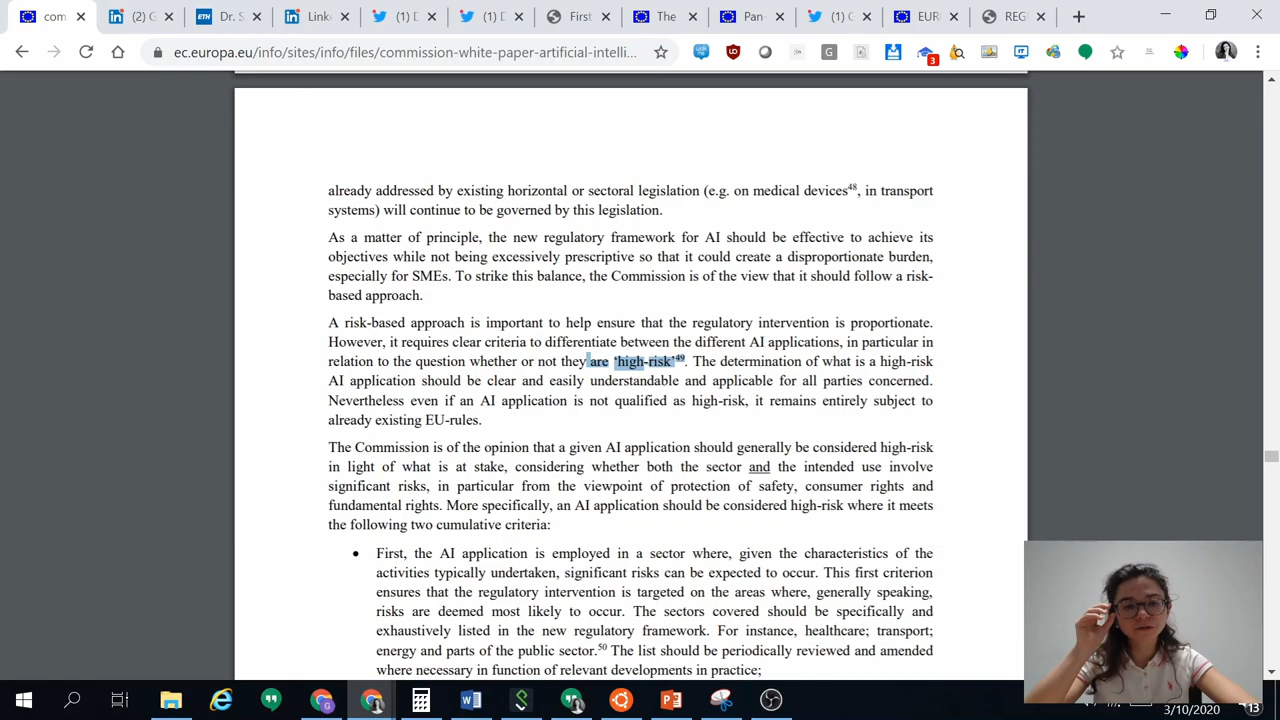 com
(2) G
ETH
Dr. S
Linke
(1) D
(1) D
First
The
Pan-
(1) G
EUR
REG
ec.europa.eu/info/sites/info/files/commission-white-paper-artificial-intelli...
3
already addressed by existing horizontal or sectoral legislation (e.g. on medical devices48, in transport
systems) will continue to be governed by this legislation.
As a matter of principle, the new regulatory framework for AI should be effective to achieve its
objectives while not being excessively prescriptive so that it could create a disproportionate burden,
especially for SMEs. To strike this balance, the Commission is of the view that it should follow a risk-
based approach.
A risk-based approach is important to help ensure that the regulatory intervention is proportionate.
However, it requires clear criteria to differentiate between the different AI applications, in particular in
relation to the question whether or not they are ‘high-risk’49. The determination of what is a high-risk
AI application should be clear and easily understandable and applicable for all parties concerned.
Nevertheless even if an AI application is not qualified as high-risk, it remains entirely subject to
already existing EU-rules.
The Commission is of the opinion that a given AI application should generally be considered high-risk
in light of what is at stake, considering whether both the sector and the intended use involve
significant risks, in particular from the viewpoint of protection of safety, consumer rights and
fundamental rights. More specifically, an AI application should be considered high-risk where it meets
the following two cumulative criteria:
• First, the AI application is employed in a sector where, given the characteristics of the
activities typically undertaken, significant risks can be expected to occur. This first criterion
ensures that the regulatory intervention is targeted on the areas where, generally speaking,
risks are deemed most likely to occur. The sectors covered should be specifically and
exhaustively listed in the new regulatory framework. For instance, healthcare; transport;
energy and parts of the public sector.50 The list should be periodically reviewed and amended
where necessary in function of relevant developments in practice;
3/10/2020
13